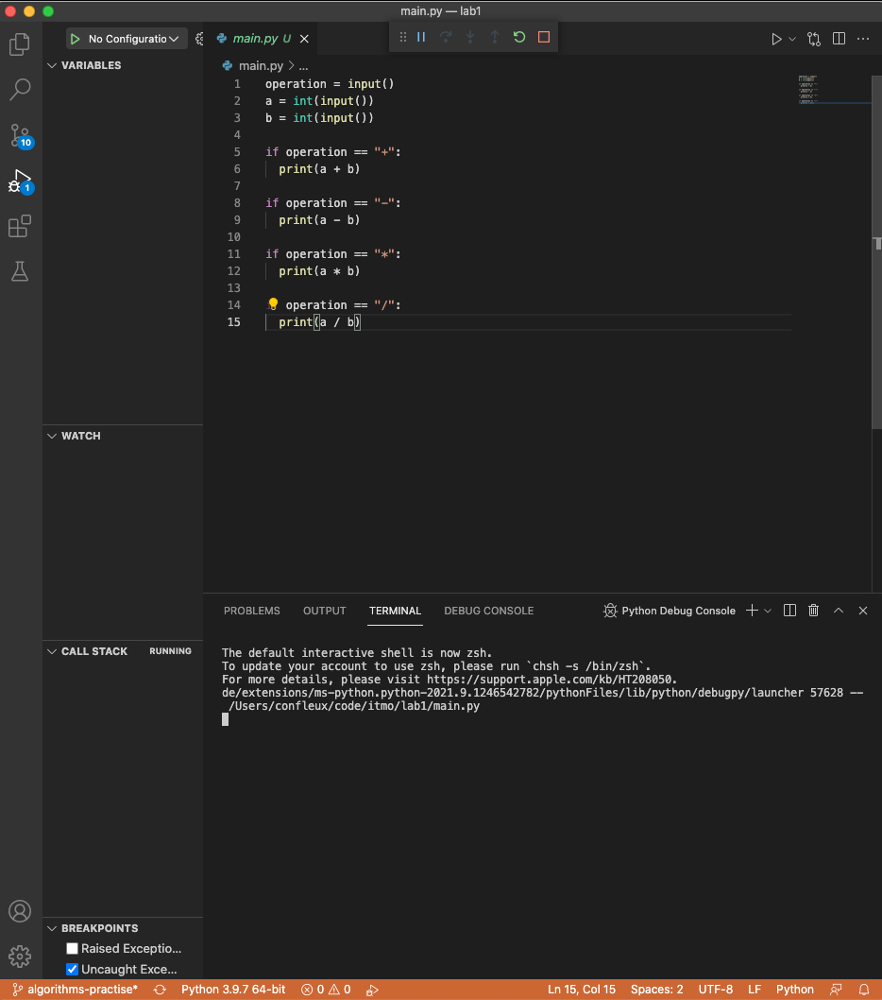 main.py — lab1
No Configuratio
main.py U
main.py > ...
VARIABLES
1 operation = input()
2 a = int(input())
3 b = int(input())
4
5 if operation == "+":
6 print(a + b)
7
8 if operation == "-":
9 print(a - b)
10
11 if operation == "*":
12 print(a * b)
13
14 operation == "/":
15 print(a / b)
10
1
WATCH
CALL STACK RUNNING
BREAKPOINTS
Raised Exceptio...
Uncaught Exce...
PROBLEMS OUTPUT TERMINAL DEBUG CONSOLE Python Debug Console
The default interactive shell is now zsh.
To update your account to use zsh, please run `chsh -s /bin/zsh`.
For more details, please visit https://support.apple.com/kb/HT208050.
de/extensions/ms-python.python-2021.9.1246542782/pythonFiles/lib/python/debugpy/launcher 57628 --
/Users/confleux/code/itmo/lab1/main.py
algorithms-practise* Python 3.9.7 64-bit 0 0 Ln 15, Col 15 Spaces: 2 UTF-8 LF Python